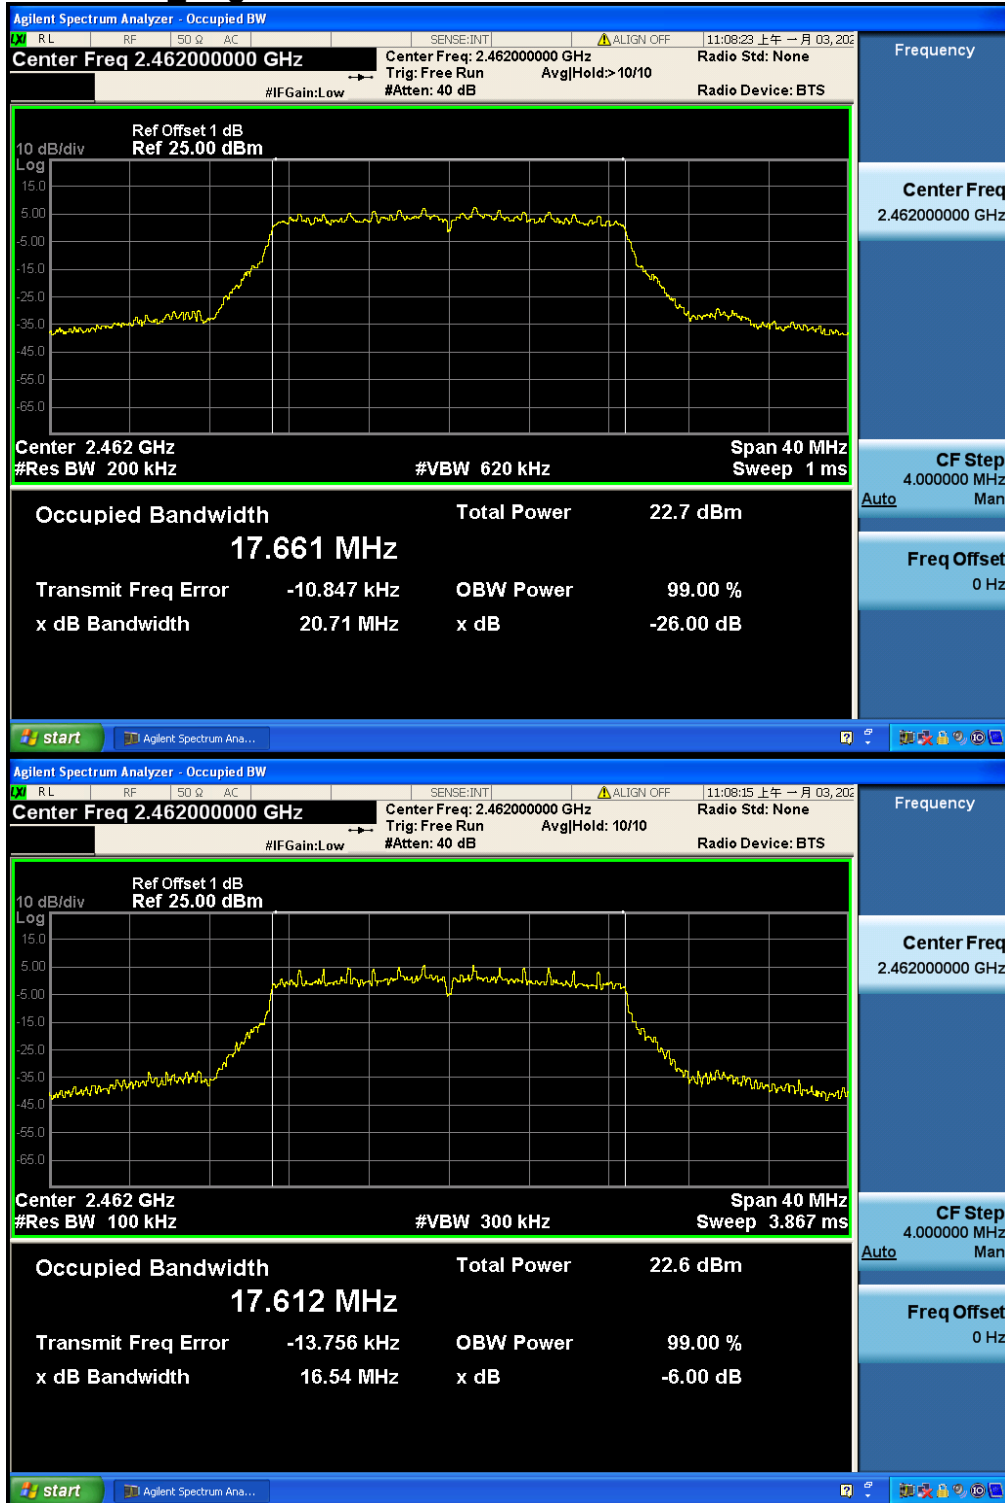 Agilent Spectrum Analyzer - Occupied BW
LXI RL RF 50 Ω AC SENSE:INT ALIGN OFF 11:08:23 上午 一月 03, 202
Center Freq 2.462000000 GHz Center Freq: 2.462000000 GHz Radio Std: None Frequency
Trig: Free Run Avg|Hold:>10/10
#IFGain:Low #Atten: 40 dB Radio Device: BTS
Ref Offset 1 dB
10 dB/div Ref 25.00 dBm
Log
15.0
5.00
-5.00
-15.0
-25.0
-35.0
-45.0
-55.0
-65.0
Center Freq
2.462000000 GHz
Center 2.462 GHz Span 40 MHz
#Res BW 200 kHz #VBW 620 kHz Sweep 1 ms
CF Step
4.000000 MHz
Auto Man
Occupied Bandwidth Total Power 22.7 dBm
17.661 MHz
Freq Offset
0 Hz
Transmit Freq Error -10.847 kHz OBW Power 99.00 %
x dB Bandwidth 20.71 MHz x dB -26.00 dB
start Agilent Spectrum Ana...
Agilent Spectrum Analyzer - Occupied BW
LXI RL RF 50 Ω AC SENSE:INT ALIGN OFF 11:08:15 上午 一月 03, 202
Center Freq 2.462000000 GHz Center Freq: 2.462000000 GHz Radio Std: None Frequency
Trig: Free Run Avg|Hold: 10/10
#IFGain:Low #Atten: 40 dB Radio Device: BTS
Ref Offset 1 dB
10 dB/div Ref 25.00 dBm
Log
15.0
5.00
-5.00
-15.0
-25.0
-35.0
-45.0
-55.0
-65.0
Center Freq
2.462000000 GHz
Center 2.462 GHz Span 40 MHz
#Res BW 100 kHz #VBW 300 kHz Sweep 3.867 ms
CF Step
4.000000 MHz
Auto Man
Occupied Bandwidth Total Power 22.6 dBm
17.612 MHz
Freq Offset
0 Hz
Transmit Freq Error -13.756 kHz OBW Power 99.00 %
x dB Bandwidth 16.54 MHz x dB -6.00 dB
start Agilent Spectrum Ana...